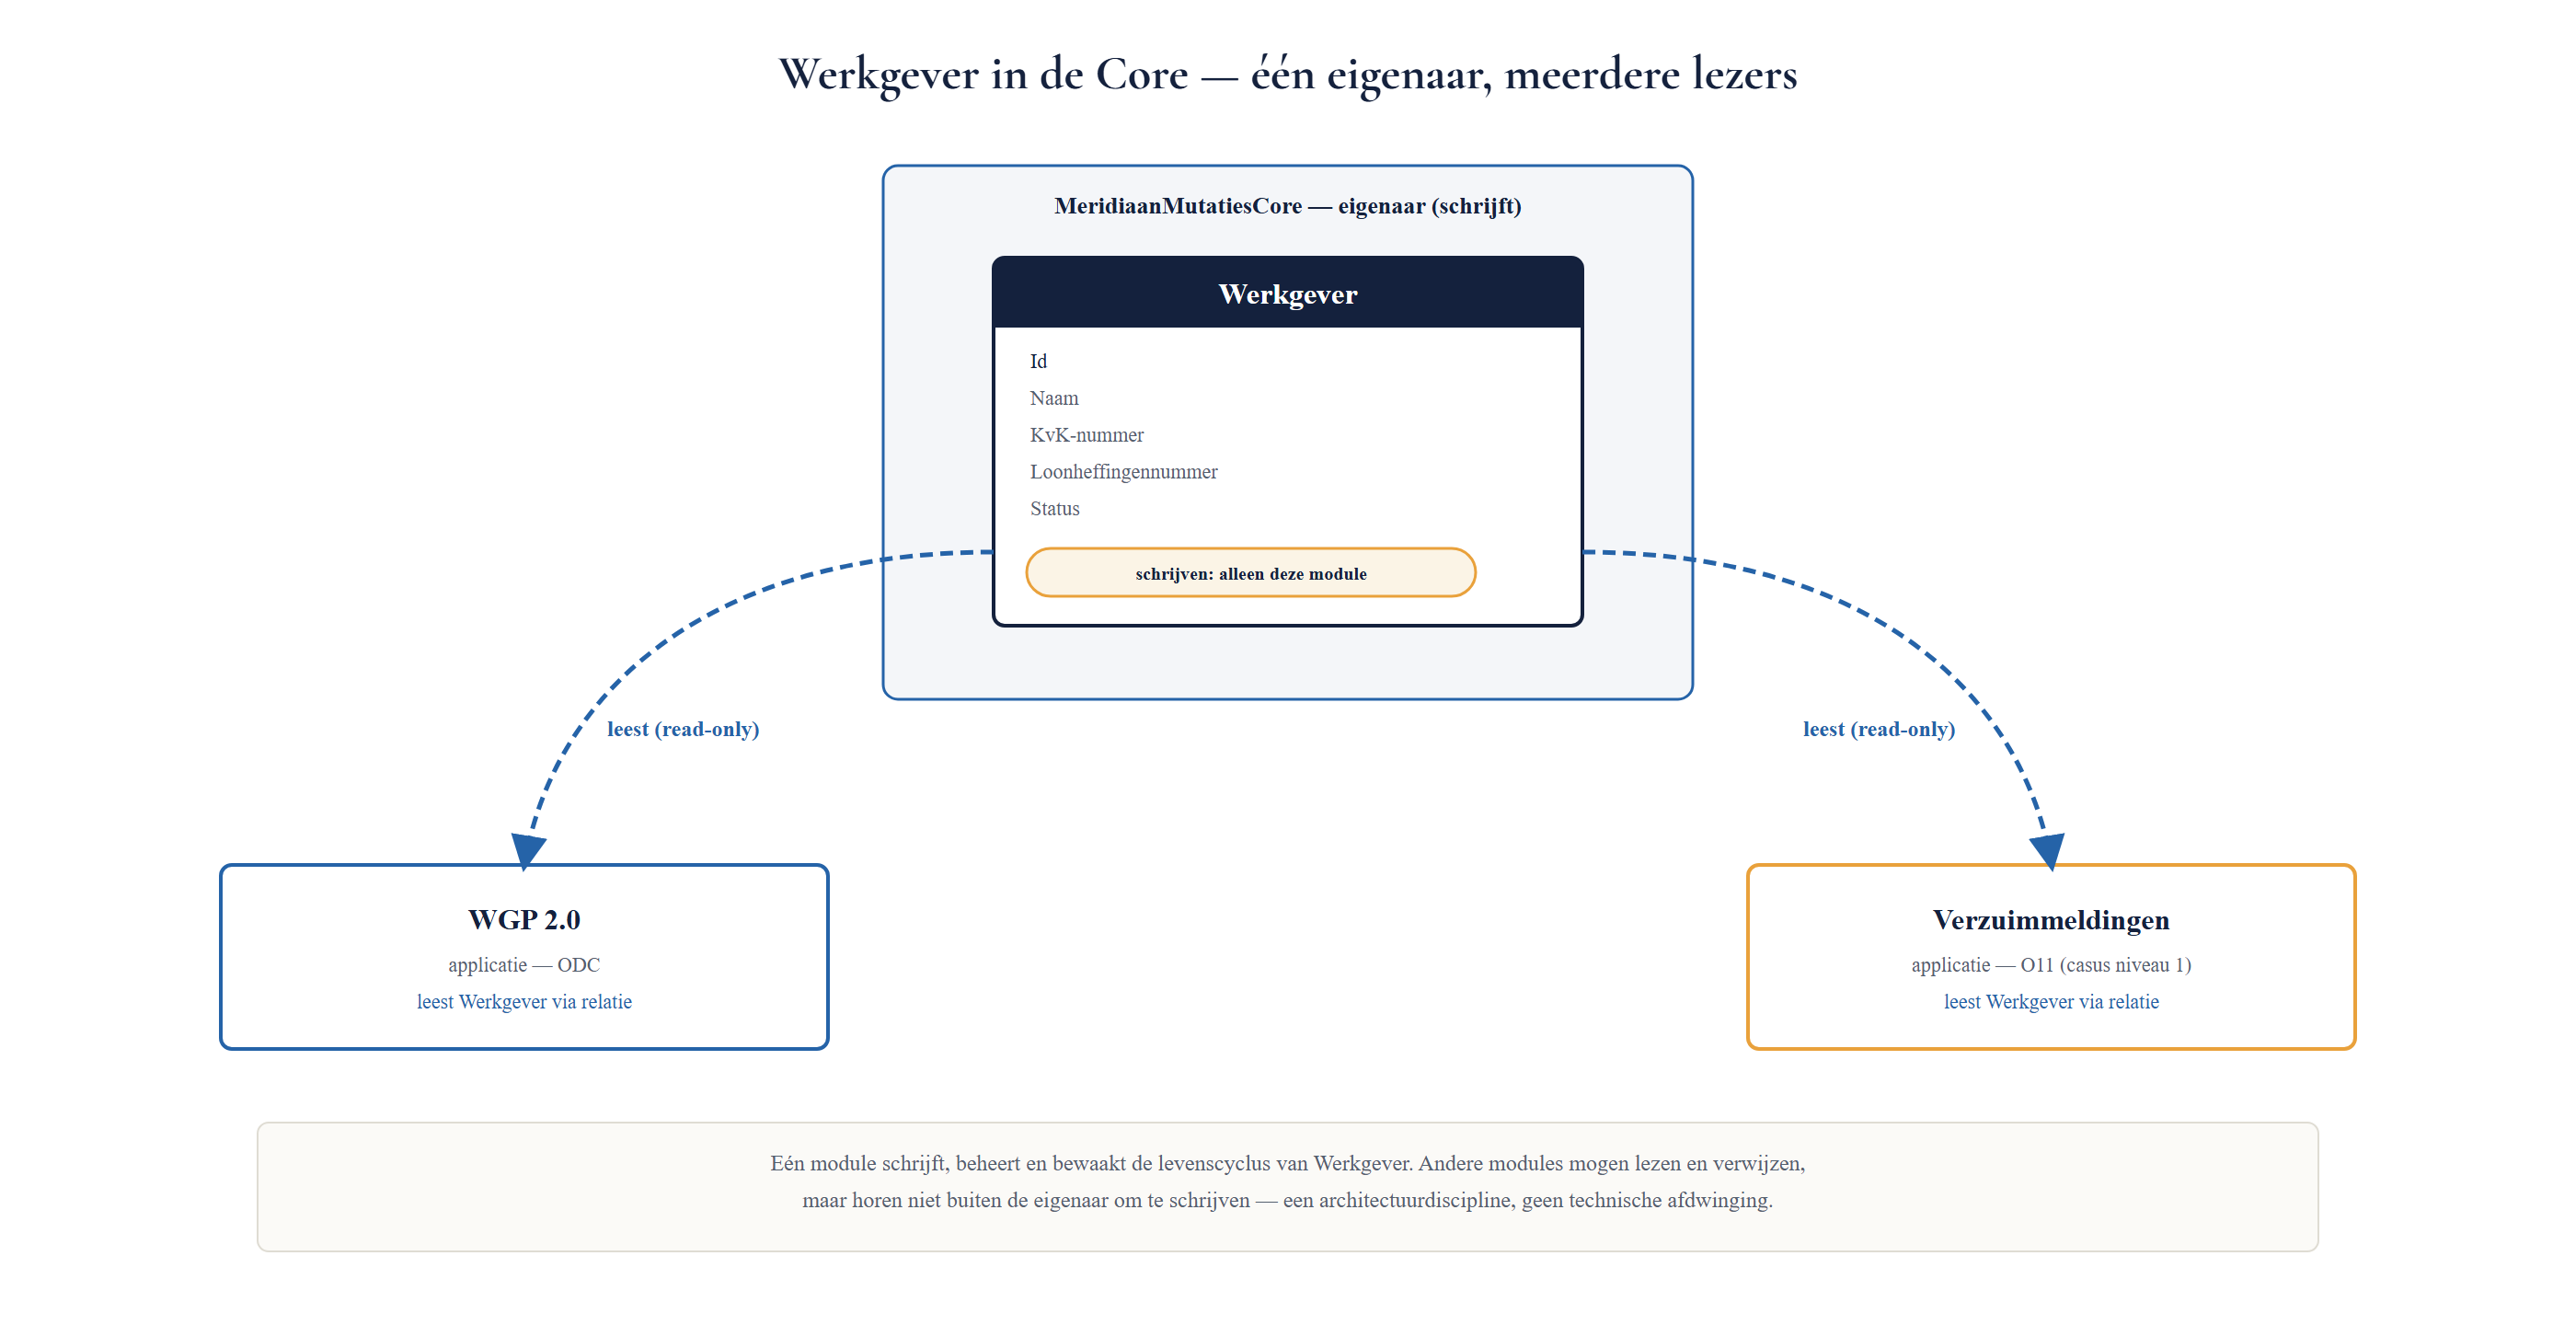 Werkgever in de Core — één eigenaar, meerdere lezers
MeridiaanMutatiesCore — eigenaar (schrijft)
Werkgever
Id
Naam
KvK-nummer
Loonheffingennummer
Status
schrijven: alleen deze module
leest (read-only)
leest (read-only)
WGP 2.0
applicatie — ODC
leest Werkgever via relatie
Verzuimmeldingen
applicatie — O11 (casus niveau 1)
leest Werkgever via relatie
Eén module schrijft, beheert en bewaakt de levenscyclus van Werkgever. Andere modules mogen lezen en verwijzen,
maar horen niet buiten de eigenaar om te schrijven — een architectuurdiscipline, geen technische afdwinging.